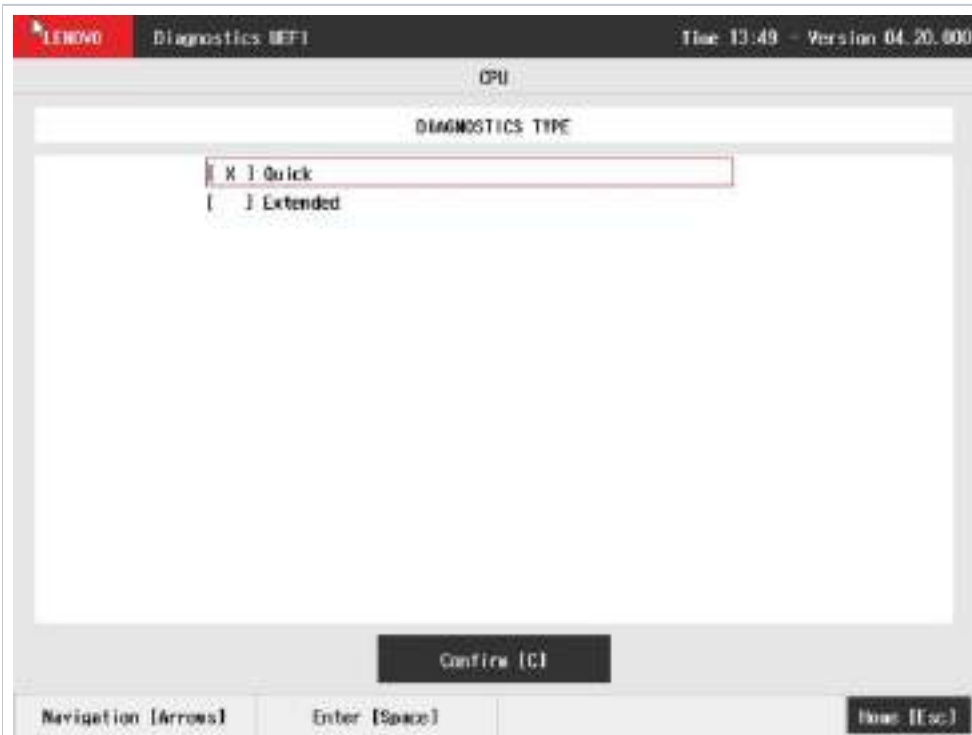 LENOVO Diagnostics UEFI Time 13:49 - Version 04.20.000
CPU
DIAGNOSTICS TYPE
[ X ] Quick
[   ] Extended
Confirm [C]
Navigation [Arrows] Enter [Space] Home [Esc]